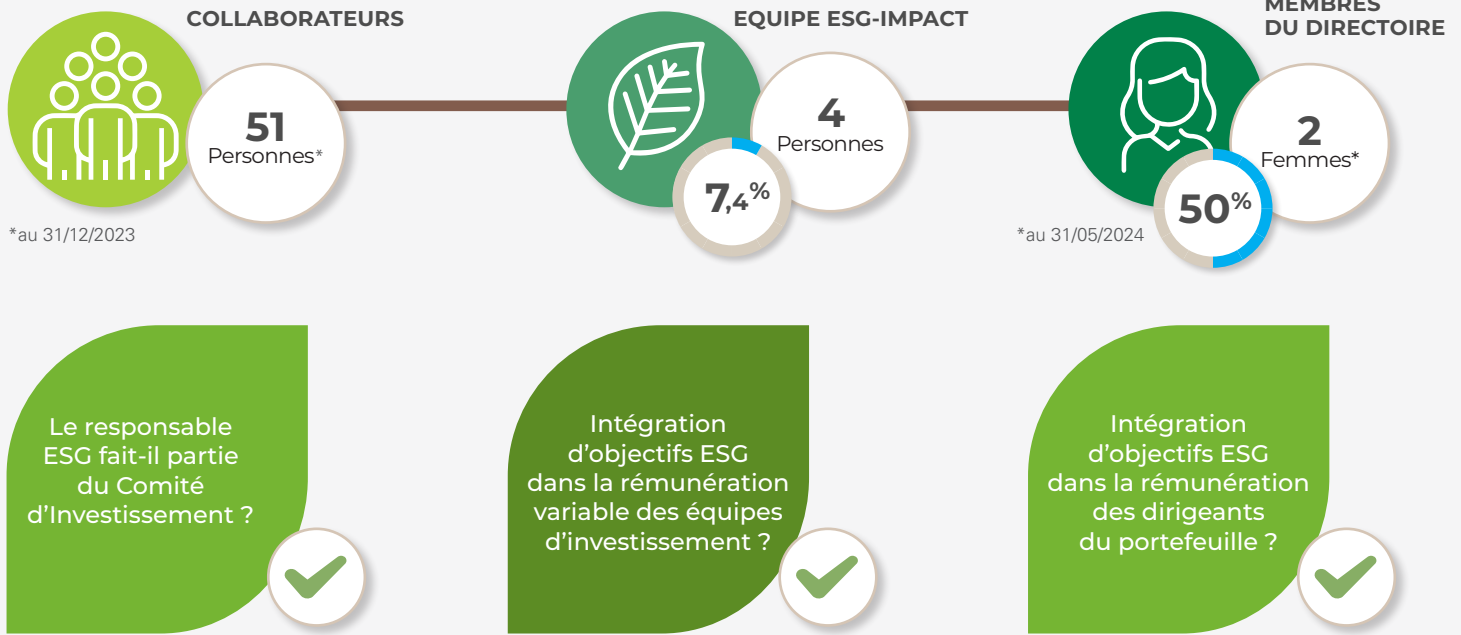 COLLABORATEURS
51
Personnes*
*au 31/12/2023
EQUIPE ESG-IMPACT
4
Personnes
7,4%
MEMBRES
DU DIRECTOIRE
2
Femmes*
50%
*au 31/05/2024
Le responsable
ESG fait-il partie
du Comité
d'Investissement ?
Intégration
d'objectifs ESG
dans la rémunération
variable des équipes
d'investissement ?
Intégration
d'objectifs ESG
dans la rémunération
des dirigeants
du portefeuille ?